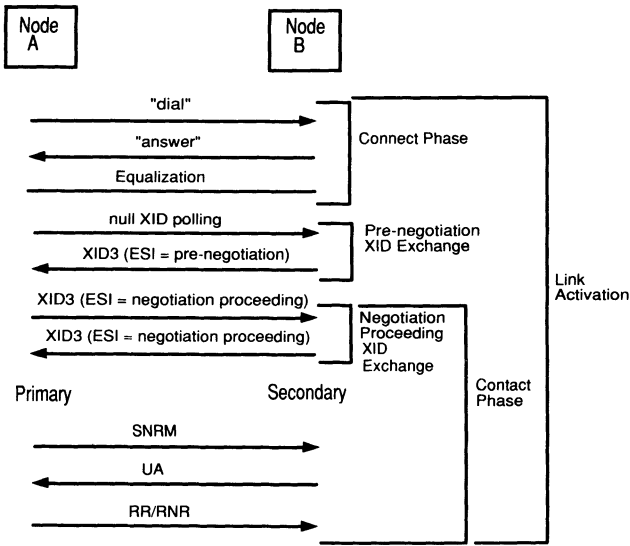 Node
A
Node
B
"dial"
"answer"
Connect Phase
Equalization
null XID polling
XID3 (ESI = pre-negotiation)
Pre-negotiation
XID Exchange
Link
Activation
XID3 (ESI = negotiation proceeding)
XID3 (ESI = negotiation proceeding)
Negotiation
Proceeding
XID
Exchange
Contact
Phase
Primary
Secondary
SNRM
UA
RR/RNR